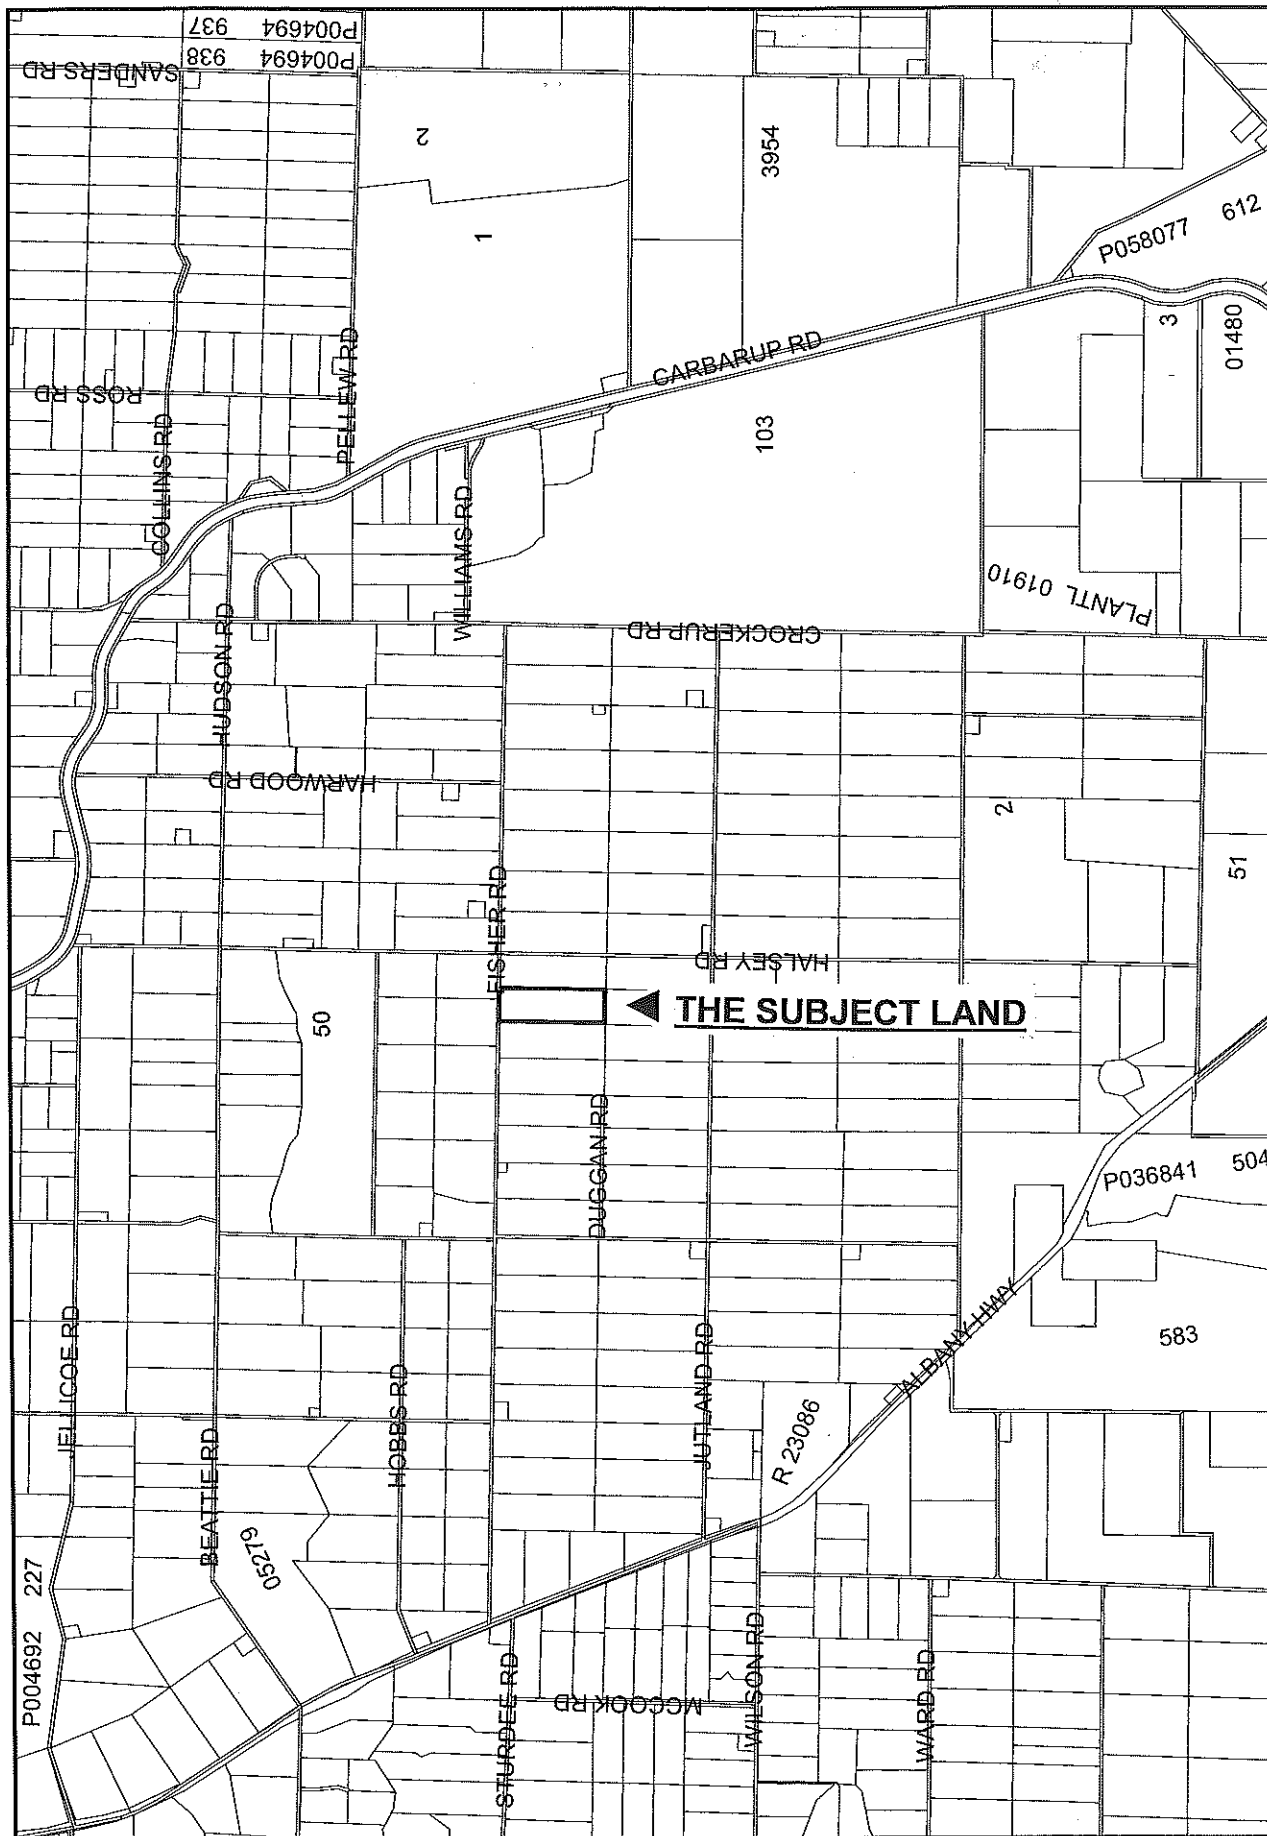 P004694 937
P004694 938
SANDERS RD
2
3954
1
P058077 612
ROSS RD
PELLEW RD
CARBARUP RD
3
01480
COLLINS RD
103
WILLIAMS RD
PLANTL 01910
HUDSON RD
CROCKERUP RD
HARWOOD RD
2
51
FISHER RD
HALSEY RD
50
THE SUBJECT LAND
DUGGAN RD
P036841 504
JELLICOE RD
HOBBS RD
JUTLAND RD
ALBANY HWY
583
BEATTIE RD
R 23086
05279
P004692 227
STURDEE RD
MCCOOK RD
WILSON RD
WARD RD